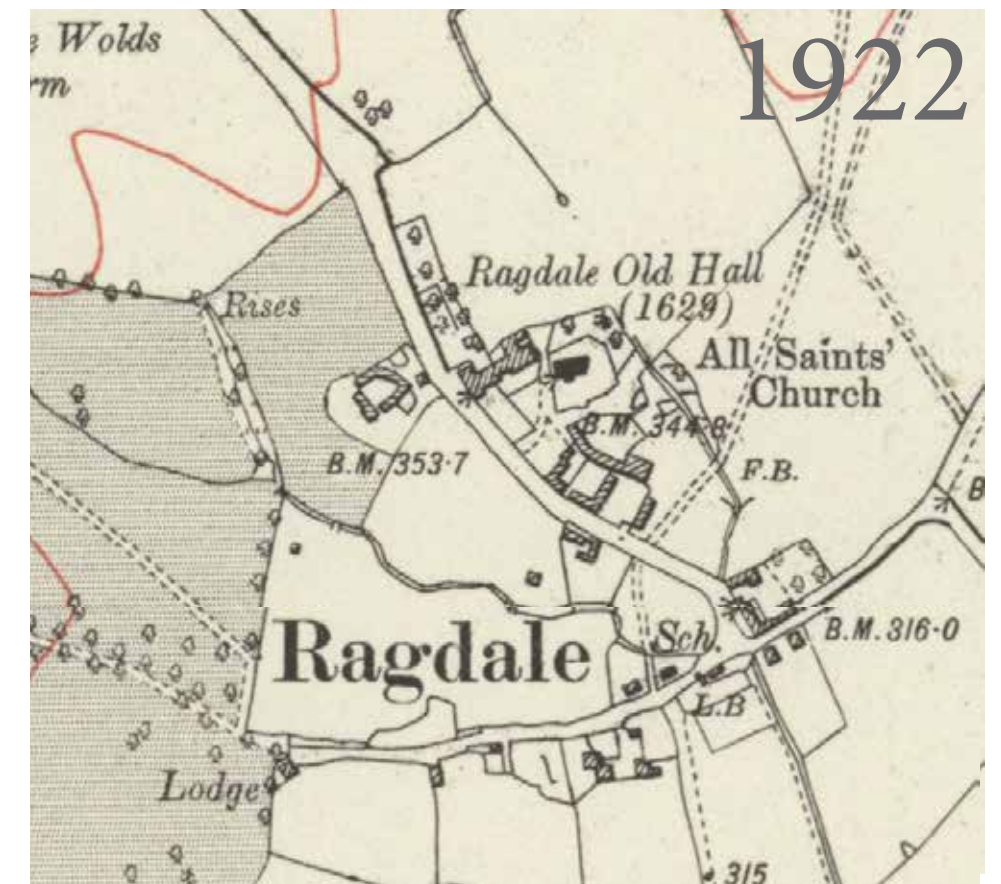 e Wolds
rm
1922
Ragdale Old Hall
(1629)
Rises
All Saints'
Church
B.M. 344·8
B.M. 353·7
F.B.
B
Ragdale
Sch.
B.M. 316·0
L.B
Lodge
315